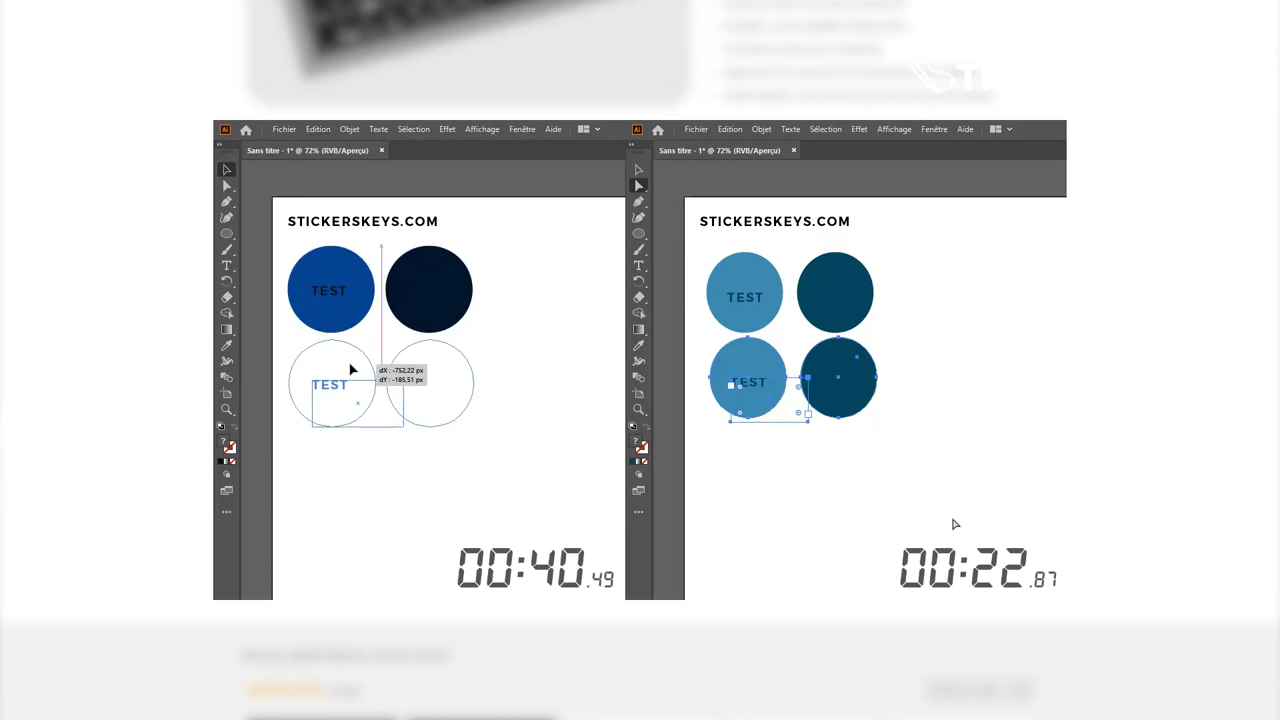 Ai Fichier Edition Objet Texte Sélection Effet Affichage Fenêtre Aide
Sans titre - 1* @ 72% (RVB/Aperçu) ×
STICKERSKEYS.COM
TEST
TEST
dX : -752,22 px
dY : -185,51 px
00:40.49
Ai Fichier Edition Objet Texte Sélection Effet Affichage Fenêtre Aide
Sans titre - 1* @ 72% (RVB/Aperçu) ×
STICKERSKEYS.COM
TEST
TEST
00:22.87